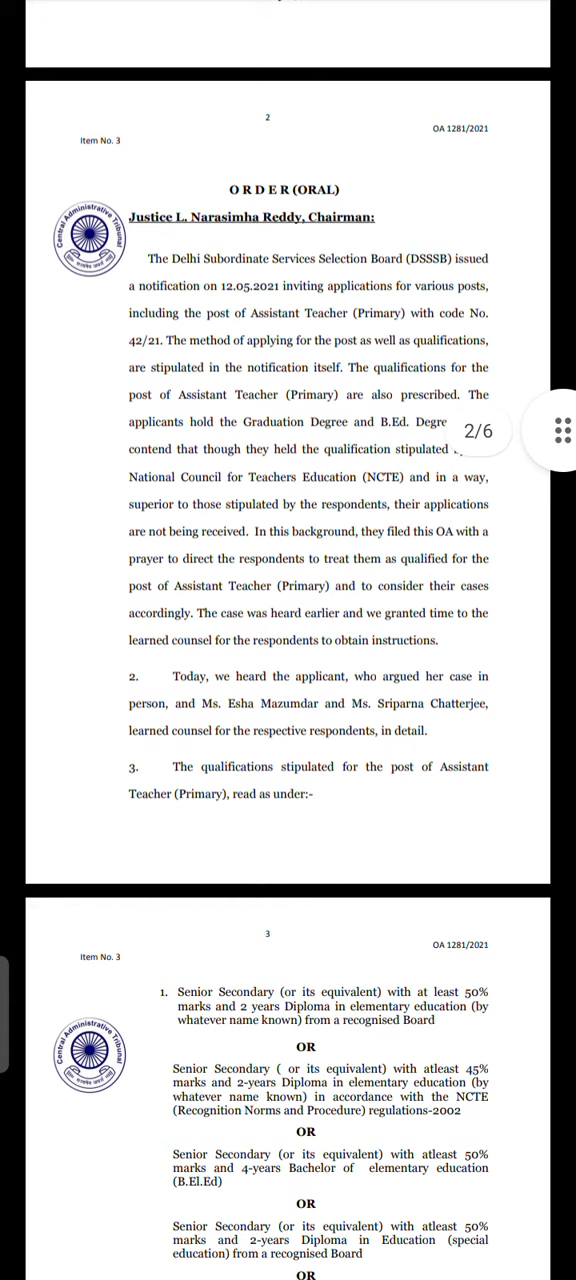 2
OA 1281/2021
Item No. 3
O R D E R (ORAL)
Justice L. Narasimha Reddy, Chairman:
Central Administrative Tribunal
The Delhi Subordinate Services Selection Board (DSSSB) issued
a notification on 12.05.2021 inviting applications for various posts,
including the post of Assistant Teacher (Primary) with code No.
42/21. The method of applying for the post as well as qualifications,
are stipulated in the notification itself. The qualifications for the
post of Assistant Teacher (Primary) are also prescribed. The
applicants hold the Graduation Degree and B.Ed. Degre
2/6
contend that though they held the qualification stipulated
National Council for Teachers Education (NCTE) and in a way,
superior to those stipulated by the respondents, their applications
are not being received. In this background, they filed this OA with a
prayer to direct the respondents to treat them as qualified for the
post of Assistant Teacher (Primary) and to consider their cases
accordingly. The case was heard earlier and we granted time to the
learned counsel for the respondents to obtain instructions.
2. Today, we heard the applicant, who argued her case in
person, and Ms. Esha Mazumdar and Ms. Sriparna Chatterjee,
learned counsel for the respective respondents, in detail.
3. The qualifications stipulated for the post of Assistant
Teacher (Primary), read as under:-
3
OA 1281/2021
Item No. 3
Central Administrative Tribunal
1. Senior Secondary (or its equivalent) with at least 50%
marks and 2 years Diploma in elementary education (by
whatever name known) from a recognised Board
OR
Senior Secondary ( or its equivalent) with atleast 45%
marks and 2-years Diploma in elementary education (by
whatever name known) in accordance with the NCTE
(Recognition Norms and Procedure) regulations-2002
OR
Senior Secondary (or its equivalent) with atleast 50%
marks and 4-years Bachelor of elementary education
(B.El.Ed)
OR
Senior Secondary (or its equivalent) with atleast 50%
marks and 2-years Diploma in Education (special
education) from a recognised Board
OR